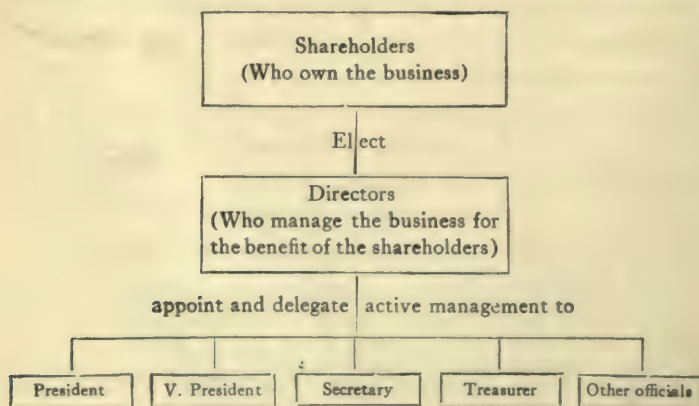 Shareholders
(Who own the business)
Elect
Directors
(Who manage the business for
the benefit of the shareholders)
appoint and delegate active management to
President V. President Secretary Treasurer Other officials